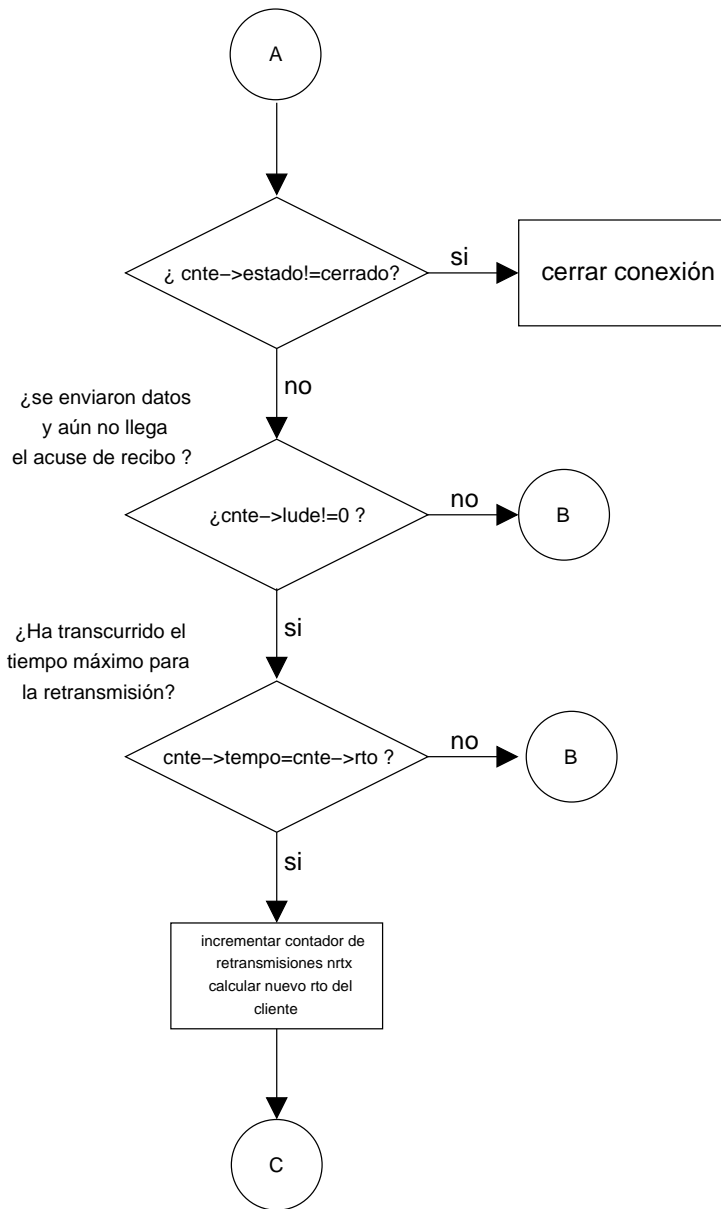 A
¿ cnte–>estado!=cerrado?
si
cerrar conexión
no
¿se enviaron datos
y aún no llega
el acuse de recibo ?
¿cnte–>lude!=0 ?
no
B
si
¿Ha transcurrido el
tiempo máximo para
la retransmisión?
cnte–>tempo=cnte–>rto ?
no
B
si
incrementar contador de
retransmisiones nrtx
calcular nuevo rto del
cliente
C